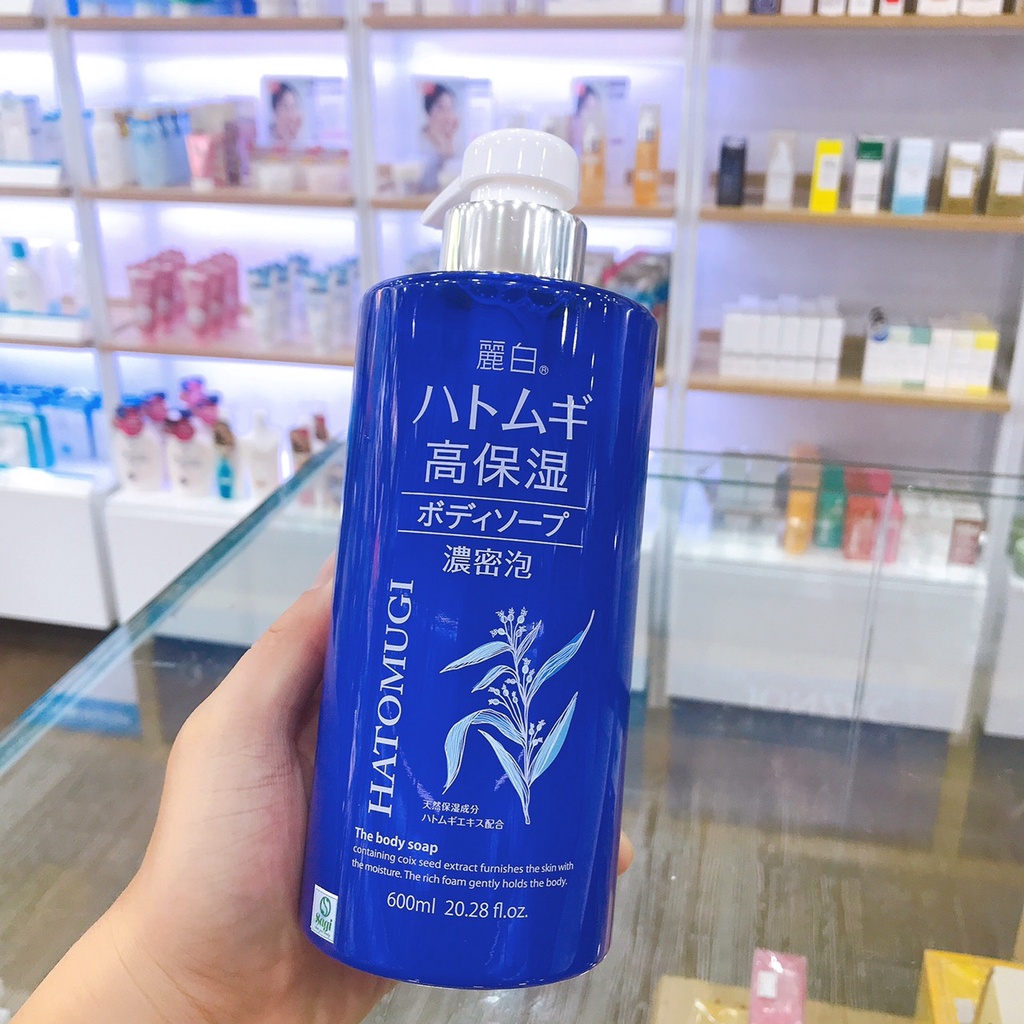 麗白®
ハトムギ
高保湿
ボディソープ
濃密泡
HATOMUGI
天然保湿成分
ハトムギエキス配合
The body soap
containing coix seed extract furnishes the skin with
the moisture. The rich foam gently holds the body.
600ml 20.28 fl.oz.
Sagi